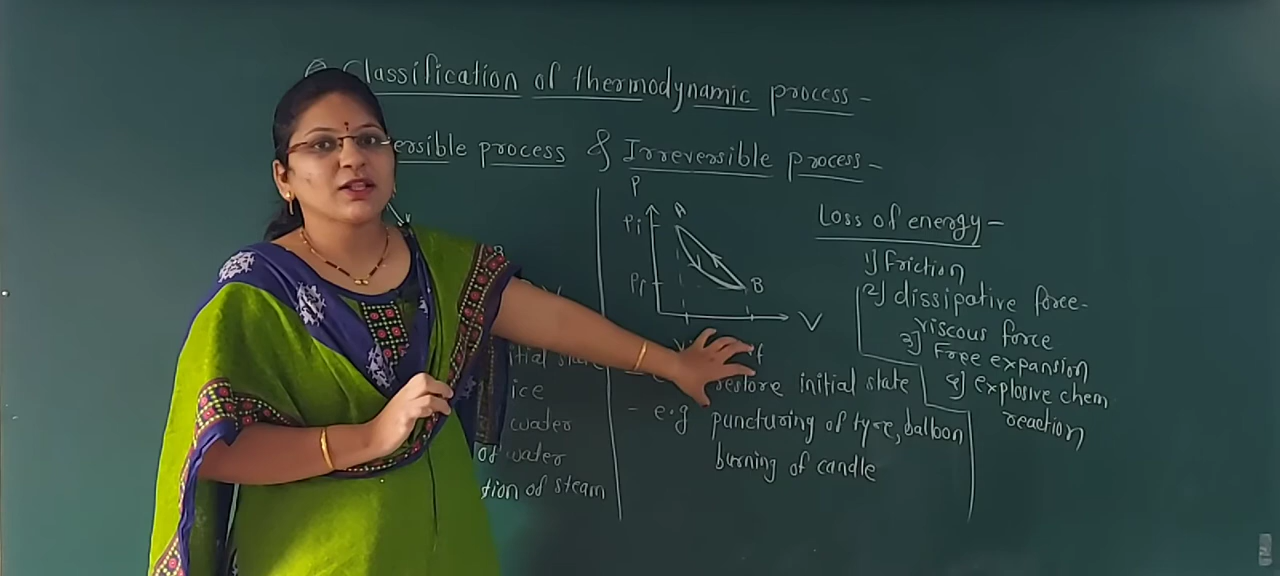 Classification of thermodynamic process -
ersible process & Irreversible process -
P
A
Pi
Pf
B
V
itial state
ice
water
of water
tion of steam
restore initial state
- e.g puncturing of tyre, balloon
burning of candle
Loss of energy -
1) friction
2) dissipative force -
viscous force
3) Free expansion
4) explosive chem
reaction